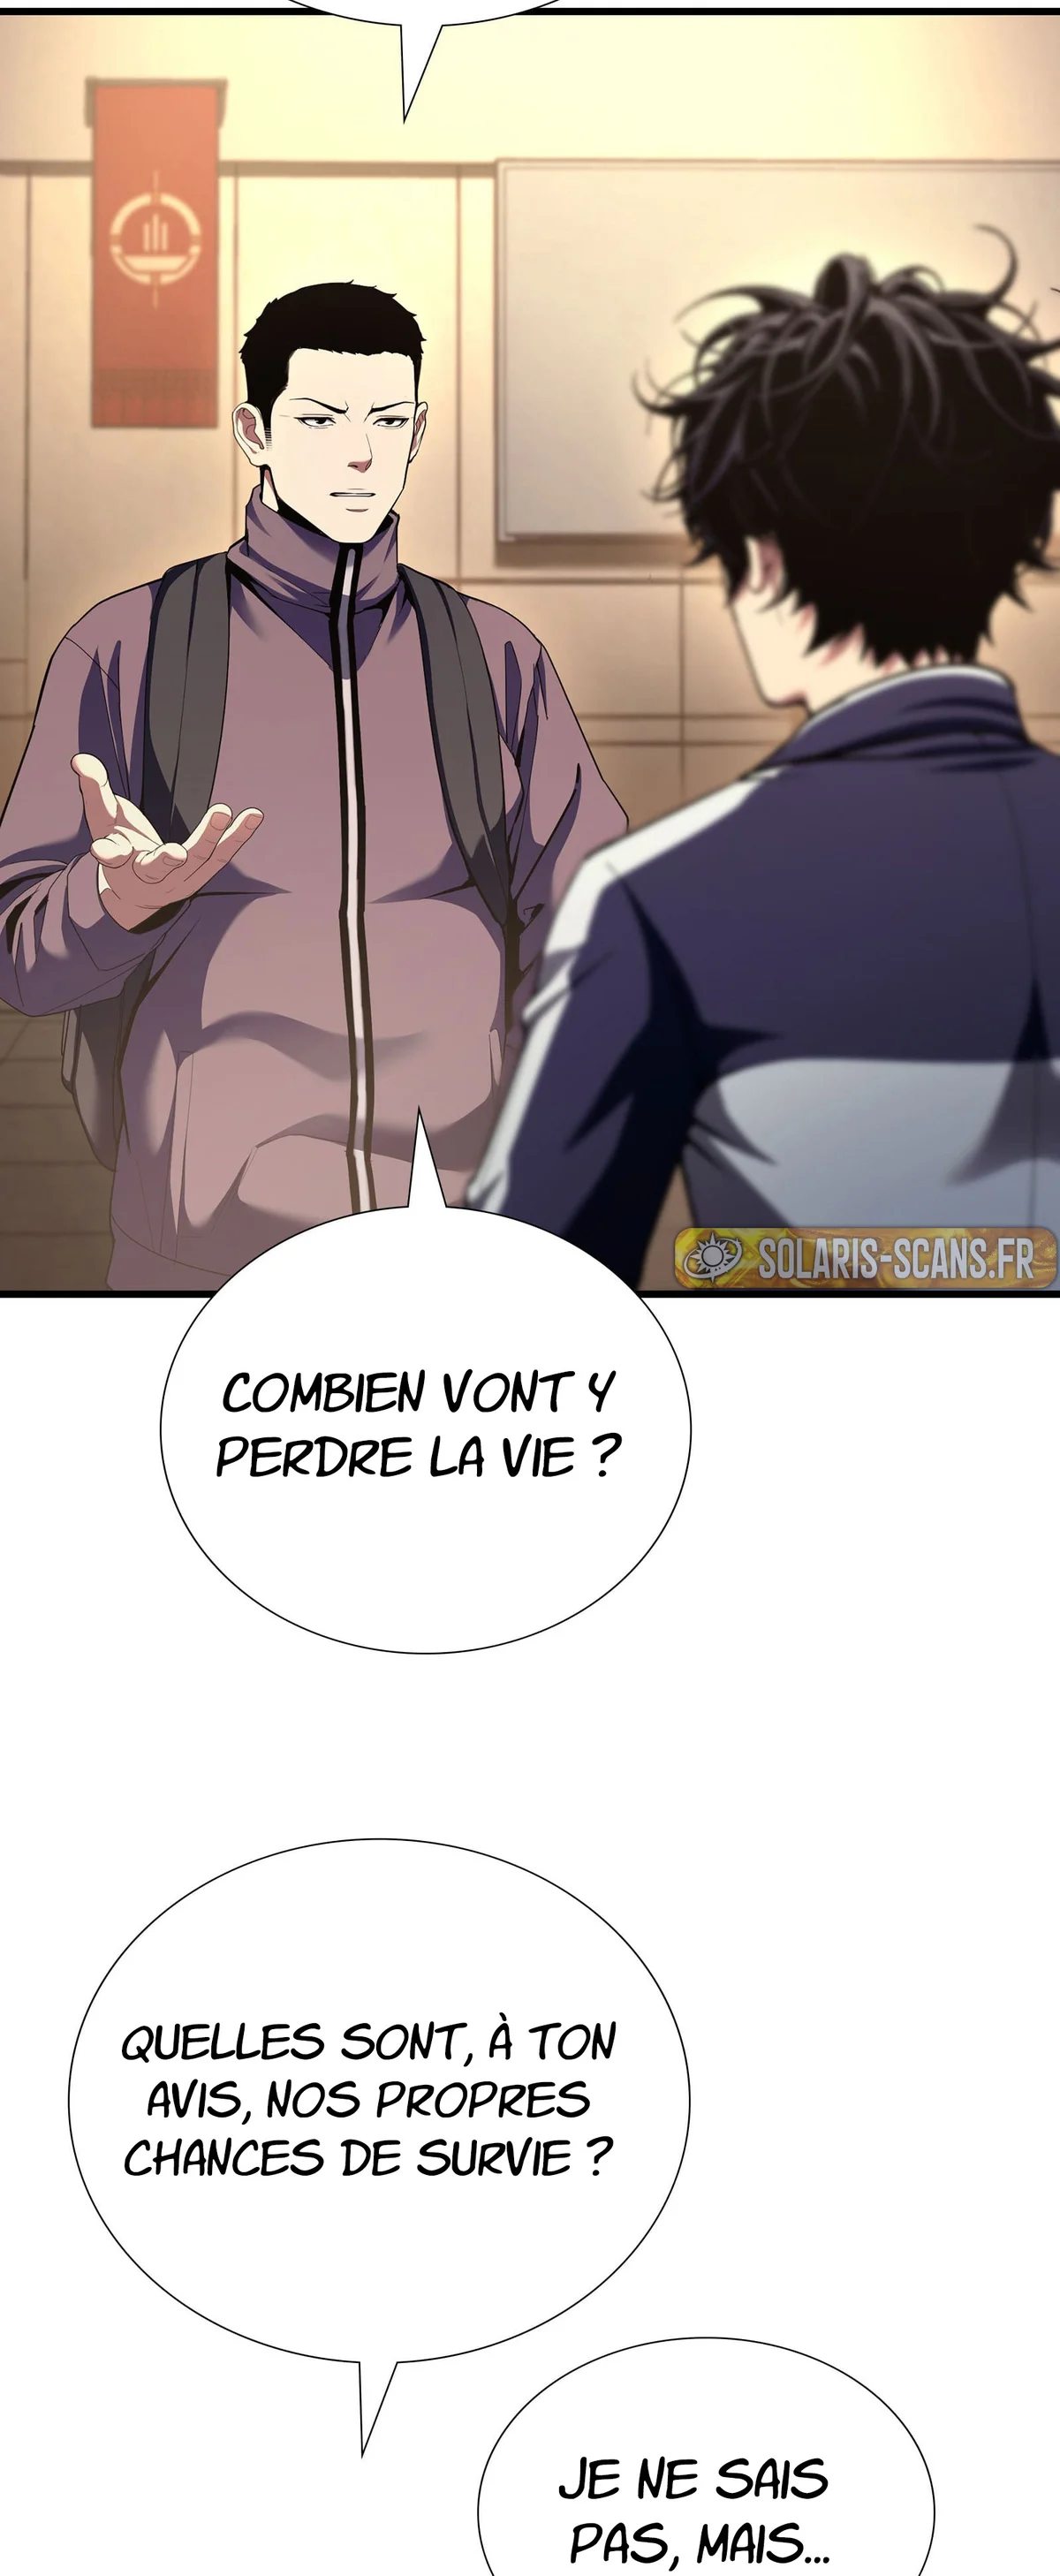 SOLARIS-SCANS.FR
COMBIEN VONT Y
PERDRE LA VIE ?
QUELLES SONT, À TON
AVIS, NOS PROPRES
CHANCES DE SURVIE ?
JE NE SAIS
PAS, MAIS...